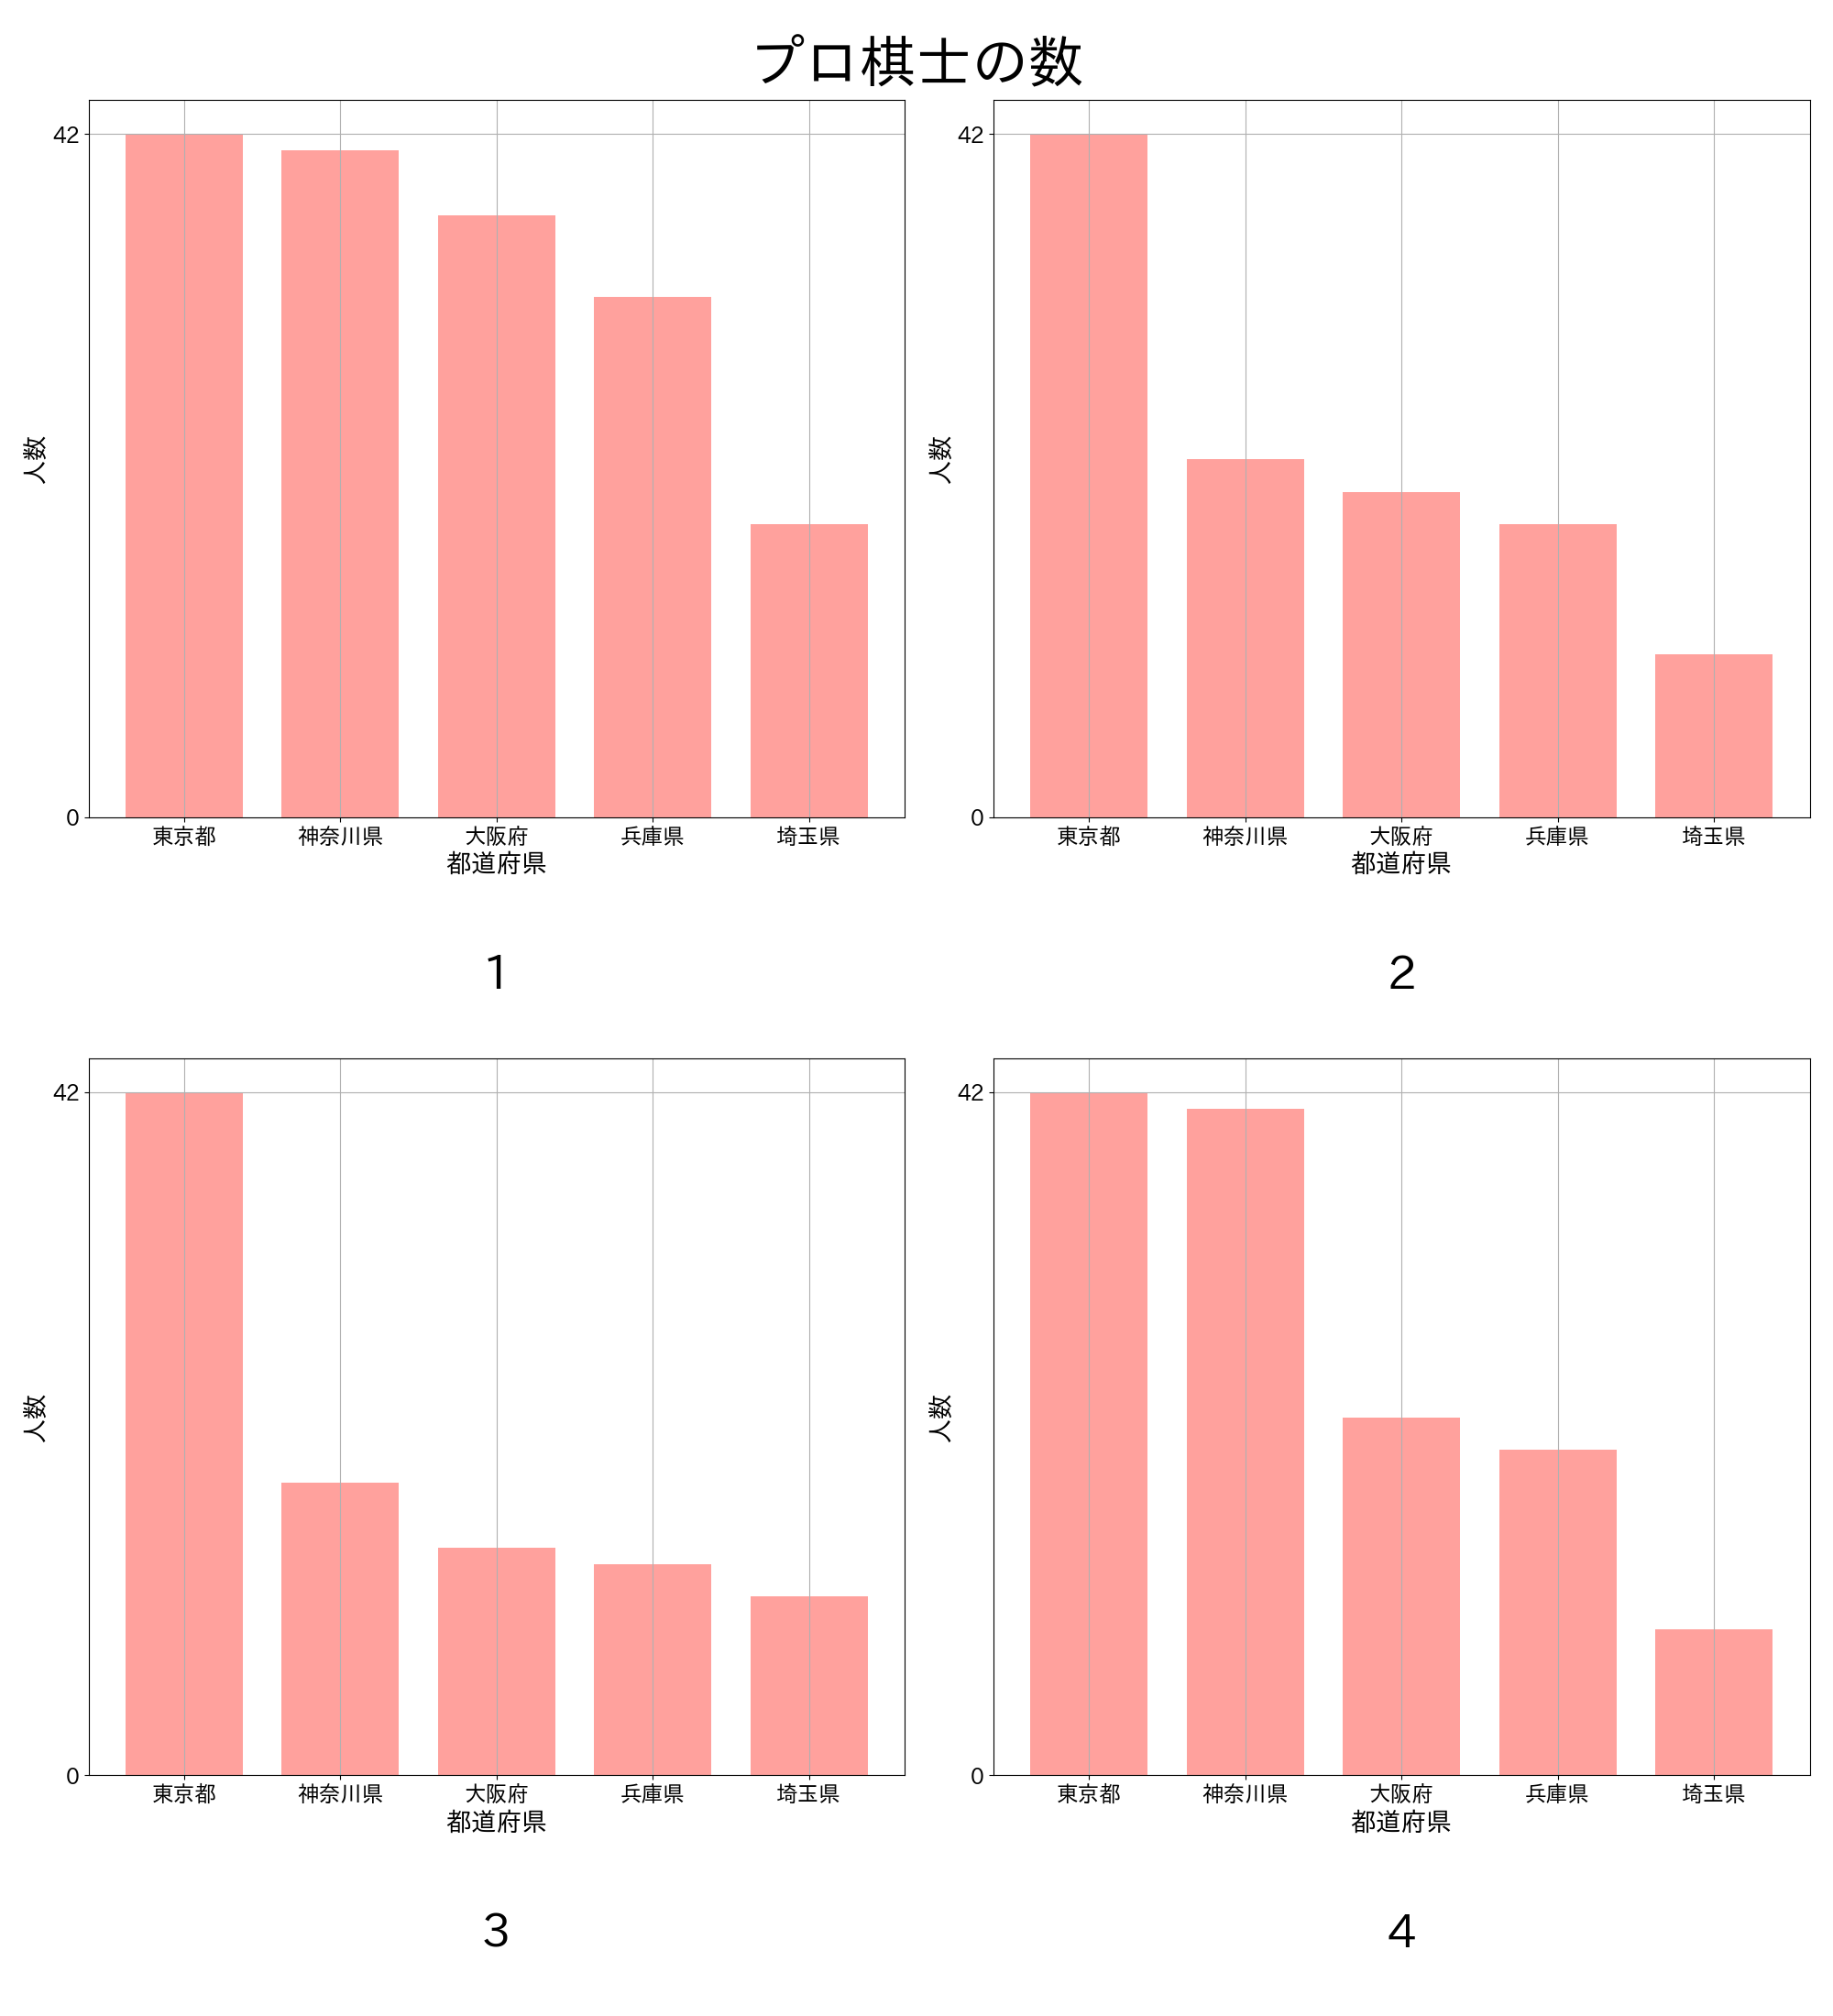 プロ棋士の数
42
人数
0
東京都 神奈川県 大阪府 兵庫県 埼玉県
都道府県
1
42
人数
0
東京都 神奈川県 大阪府 兵庫県 埼玉県
都道府県
2
42
人数
0
東京都 神奈川県 大阪府 兵庫県 埼玉県
都道府県
3
42
人数
0
東京都 神奈川県 大阪府 兵庫県 埼玉県
都道府県
4